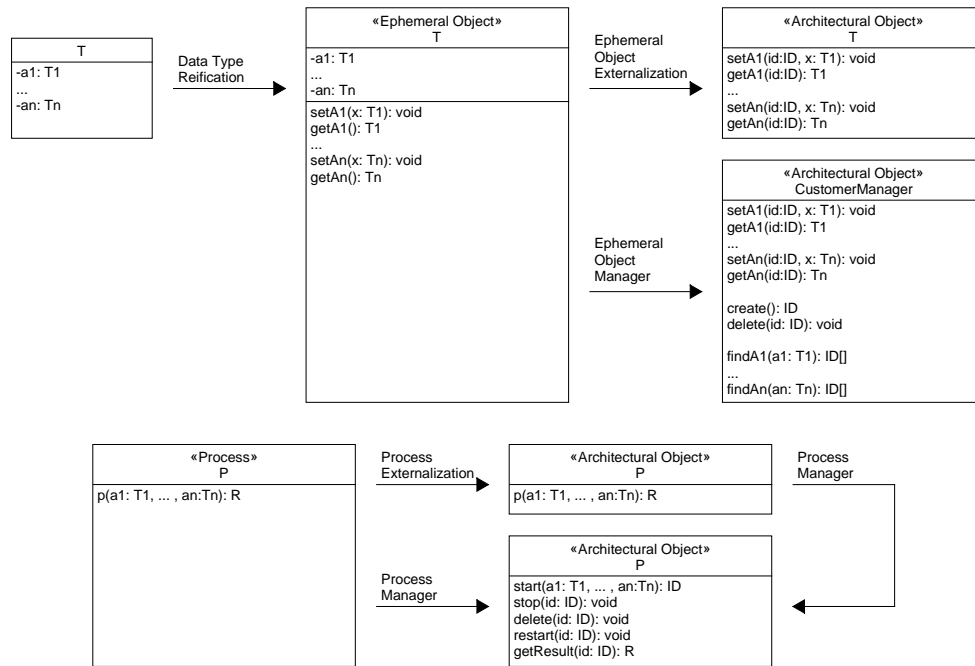 T
-a1: T1
...
-an: Tn
Data Type
Reification
«Ephemeral Object»
T
-a1: T1
...
-an: Tn
setA1(x: T1): void
getA1(): T1
...
setAn(x: Tn): void
getAn(): Tn
Ephemeral
Object
Externalization
«Architectural Object»
T
setA1(id:ID, x: T1): void
getA1(id:ID): T1
...
setAn(id:ID, x: Tn): void
getAn(id:ID): Tn
Ephemeral
Object
Manager
«Architectural Object»
CustomerManager
setA1(id:ID, x: T1): void
getA1(id:ID): T1
...
setAn(id:ID, x: Tn): void
getAn(id:ID): Tn
create(): ID
delete(id: ID): void
findA1(a1: T1): ID[]
...
findAn(an: Tn): ID[]
«Process»
P
p(a1: T1, ... , an:Tn): R
Process
Externalization
«Architectural Object»
P
p(a1: T1, ... , an:Tn): R
Process
Manager
Process
Manager
«Architectural Object»
P
start(a1: T1, ... , an:Tn): ID
stop(id: ID): void
delete(id: ID): void
restart(id: ID): void
getResult(id: ID): R